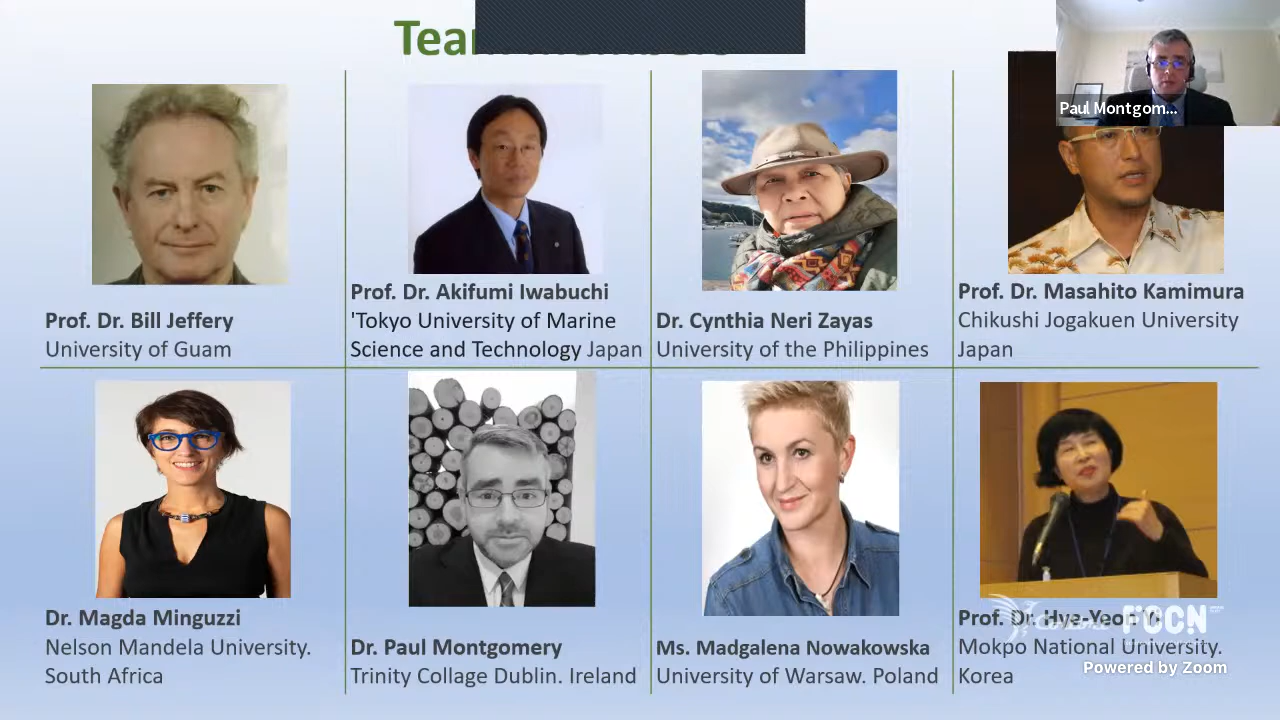 Paul Montgom...
Prof. Dr. Bill Jeffery
University of Guam
Prof. Dr. Akifumi Iwabuchi
'Tokyo University of Marine
Science and Technology Japan
Dr. Cynthia Neri Zayas
University of the Philippines
Prof. Dr. Masahito Kamimura
Chikushi Jogakuen University
Japan
Dr. Magda Minguzzi
Nelson Mandela University.
South Africa
Dr. Paul Montgomery
Trinity Collage Dublin. Ireland
Ms. Madgalena Nowakowska
University of Warsaw. Poland
Prof. Dr. Hye-Yeon
Mokpo National University.
Korea
Powered by Zoom